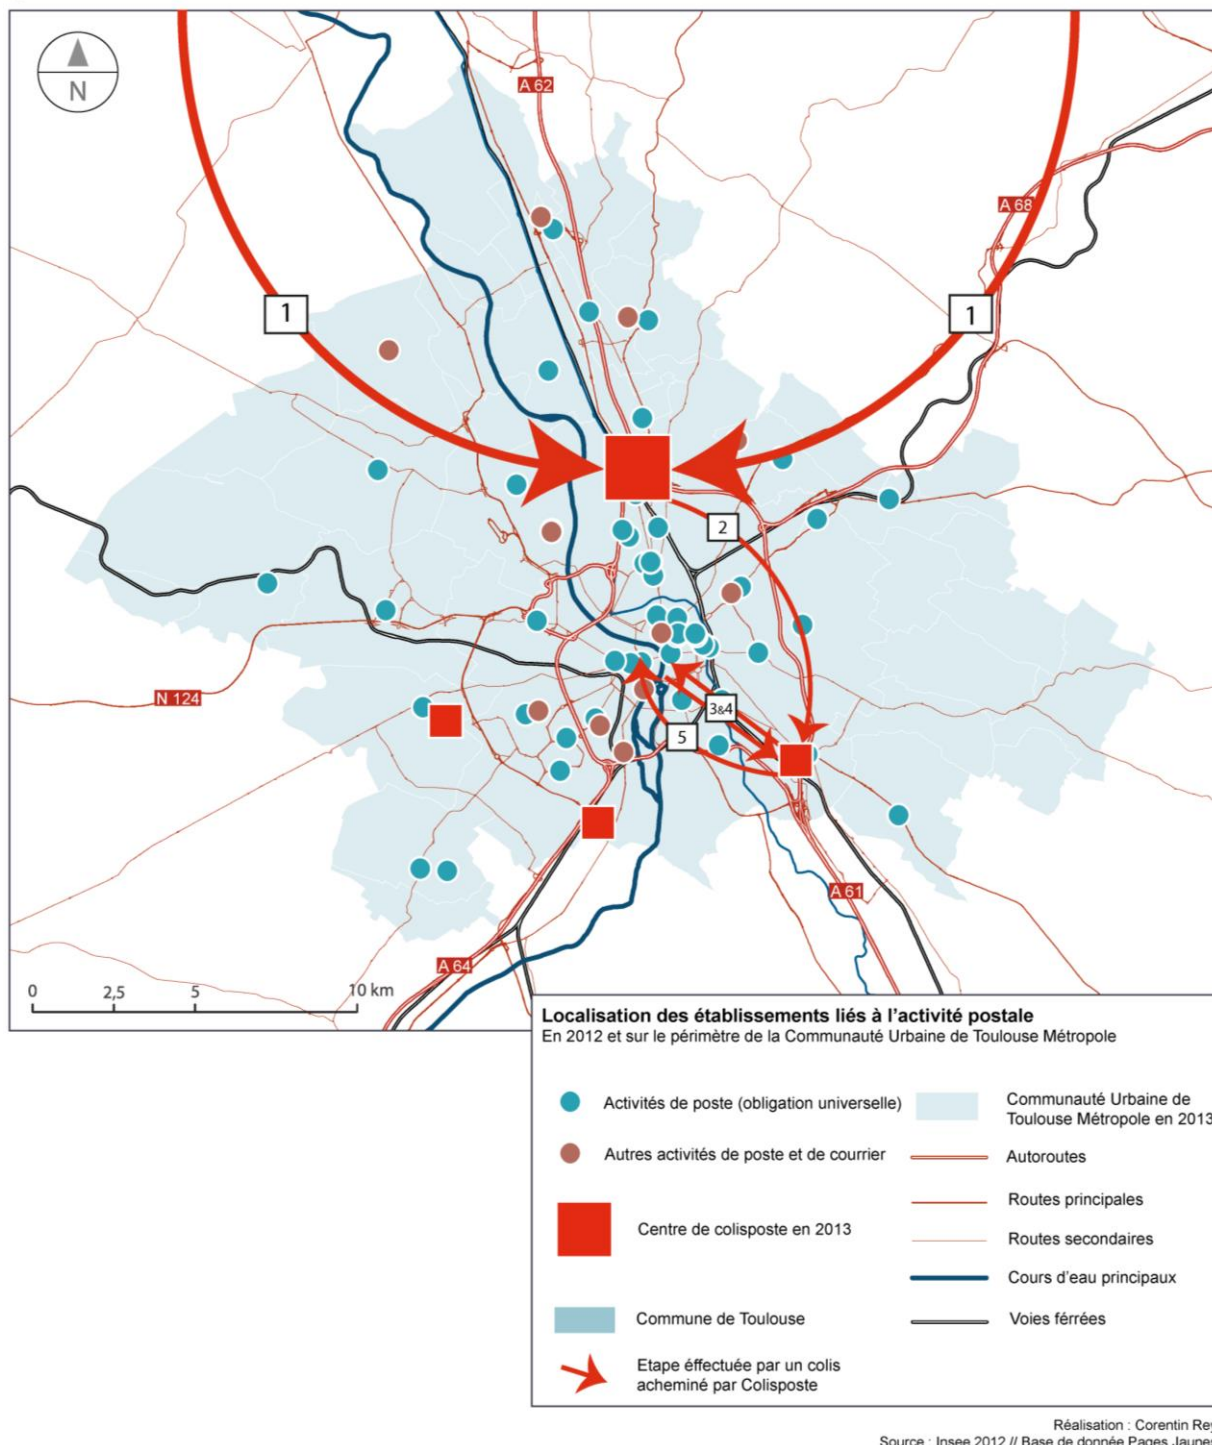 N
A 62
A 68
1
1
2
N 124
3&4
5
A 61
A 64
0
2,5
5
10 km
Localisation des établissements liés à l'activité postale
En 2012 et sur le périmètre de la Communauté Urbaine de Toulouse Métropole
Activités de poste (obligation universelle)
Autres activités de poste et de courrier
Centre de colisposte en 2013
Commune de Toulouse
Etape éffectuée par un colis
acheminé par Colisposte
Communauté Urbaine de
Toulouse Métropole en 2013
Autoroutes
Routes principales
Routes secondaires
Cours d'eau principaux
Voies férrées
Réalisation : Corentin Rey
Source : Insee 2012 // Base de donnée Pages Jaunes